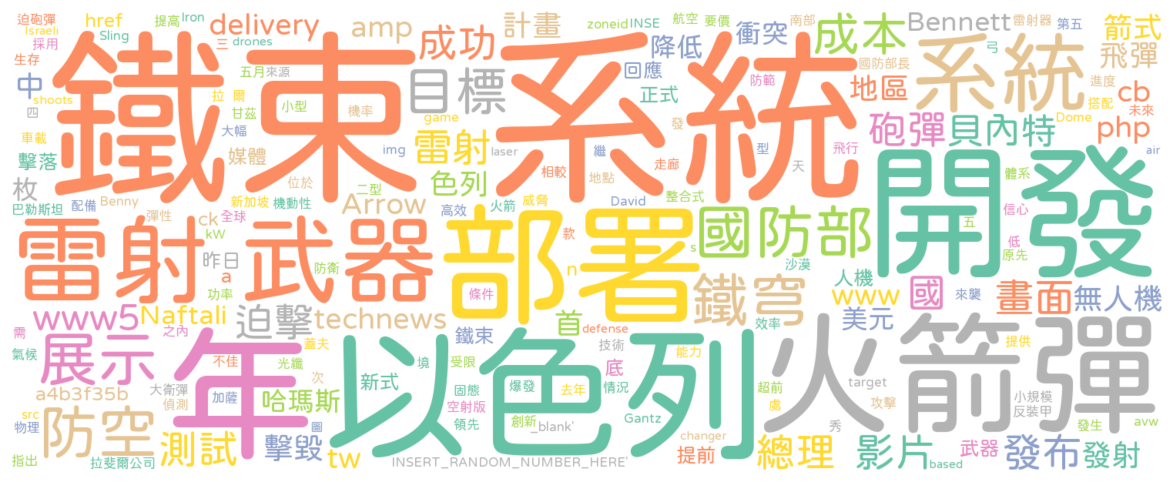 迫砲彈 提高 Iron delivery amp 計畫 zoneid INSE 航空 要價 南部 雷射器 第五 箭式
Israeli Sling 三 成功 降低 衝突 成本 Bennett 弓
採用 drones href 目標 回應 國防部長 系統 飛彈
生存 五月 來源 正式 防範 地區 進度
中 shoots 拉 爾 發 cb 未來
四 甘茲 小型 機率 game 搭配
車載 鐵束系統 砲彈 貝內特 Dome php
擊落 大幅 img 雷射 laser 型 飛行 air
媒體 相較 走廊 繼 天
枚 位於 二型 色列 地點 開發
巴勒斯坦 配備 Benny 新加坡 機動性 Arrow 火箭 威脅 David 整合式 體系
彈性 ck 全球 高效 款 s 信心 五
雷射武器 部署 國防部 低 原先
kW 昨日 a 防衛 n 沙漠 人機 來襲
功率 條件 鐵穹 www 國 畫面 無人機
www5 Naftali 迫擊 technews 首 defense 效率 美元
需 之內 鐵束 技術 提供
氣候 展示 年 以色列 火箭彈
不佳 光纖 蓋夫 境 受限 底 能力
a4b3f35b 大衛彈 次 新式 固態 爆發 去年 情況 超前 target 小規模
src 偵測 加薩 哈瑪斯 空射版 處 攻擊 反裝甲
物理 防空 圖 領先 創新 _blank' Gantz 秀 發生 avw
測試 tw 擊毀 changer 總理 影片 武器 發布 發射
指出 拉斐爾公司 INSERT_RANDOM_NUMBER_HERE' 提前 based